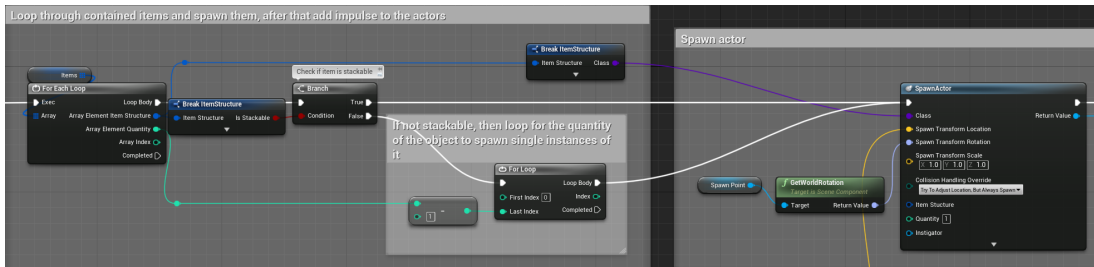 Loop through contained items and spawn them, after that add impulse to the actors
Items
For Each Loop
Exec
Loop Body
Array
Array Element Item Structure
Array Element Quantity
Array Index
Completed
Break ItemStructure
Item Structure
Is Stackable
Check if item is stackable
Branch
True
Condition
False
Break ItemStructure
Item Structure
Class
If not stackable, then loop for the quantity
of the object to spawn single instances of
it
For Loop
Loop Body
First Index 0
Index
Last Index
Completed
1
-
Spawn actor
Spawn Point
GetWorldRotation
Target is Scene Component
Target
Return Value
SpawnActor
Class
Return Value
Spawn Transform Location
Spawn Transform Rotation
Spawn Transform Scale
X 1.0 Y 1.0 Z 1.0
Collision Handling Override
Try To Adjust Location, But Always Spawn
Item Stucture
Quantity 1
Instigator